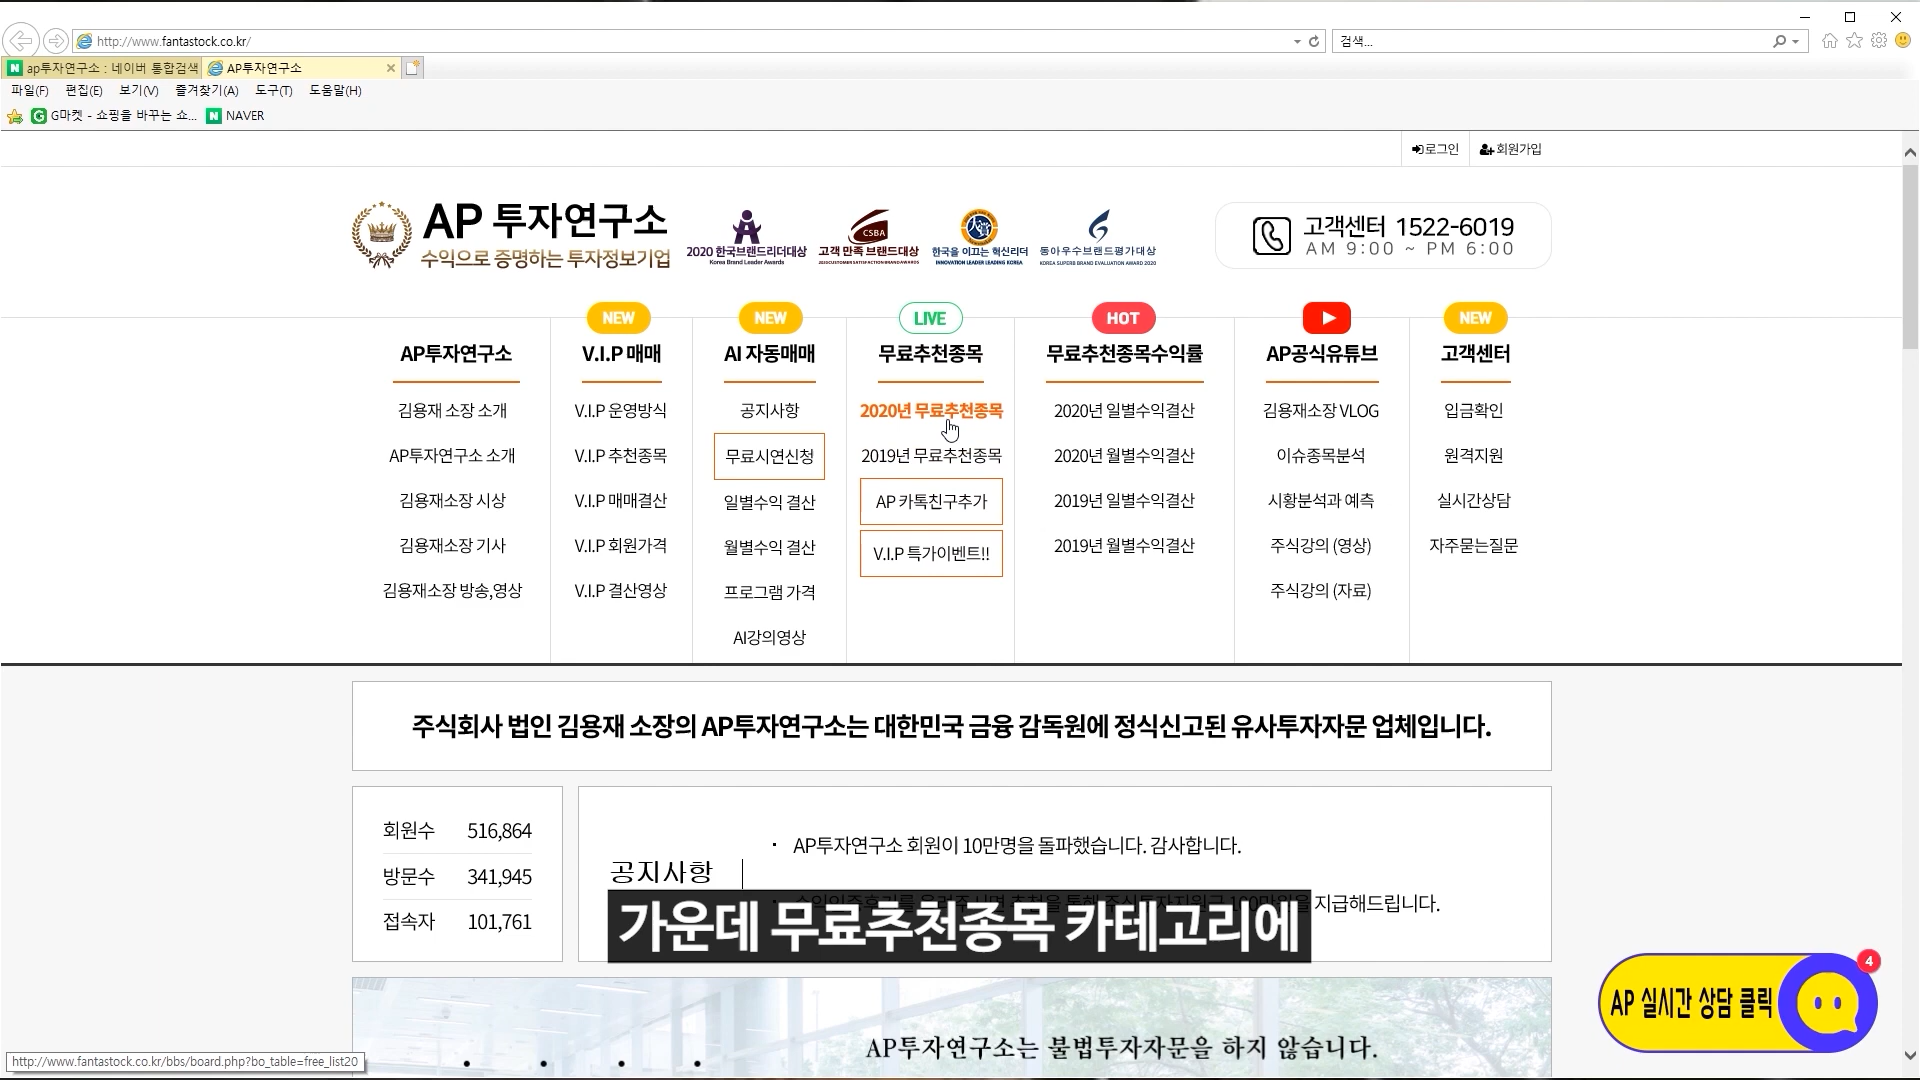 http://www.fantastock.co.kr/
검색...
ap투자연구소 : 네이버 통합검색
AP투자연구소
파일(F) 편집(E) 보기(V) 즐겨찾기(A) 도구(T) 도움말(H)
G마켓 - 쇼핑을 바꾸는 쇼...
NAVER
로그인
회원가입
AP 투자연구소
수익으로 증명하는 투자정보기업
2020 한국브랜드리더대상
Korea Brand Leader Awards
CSBA
고객 만족 브랜드대상
2020 CUSTOMER SATISFACTION BRAND AWARDS
한국을 이끄는 혁신리더
INNOVATION LEADER LEADING KOREA
동아우수브랜드평가대상
KOREA SUPERB BRAND EVALUATION AWARD 2020
고객센터 1522-6019
AM 9:00 ~ PM 6:00
NEW
NEW
LIVE
HOT
NEW
AP투자연구소
김용재 소장 소개
AP투자연구소 소개
김용재소장 시상
김용재소장 기사
김용재소장 방송,영상
V.I.P 매매
V.I.P 운영방식
V.I.P 추천종목
V.I.P 매매결산
V.I.P 회원가격
V.I.P 결산영상
AI 자동매매
공지사항
무료시연신청
일별수익 결산
월별수익 결산
프로그램 가격
AI강의영상
무료추천종목
2020년 무료추천종목
2019년 무료추천종목
AP 카톡친구추가
V.I.P 특가이벤트!!
무료추천종목수익률
2020년 일별수익결산
2020년 월별수익결산
2019년 일별수익결산
2019년 월별수익결산
AP공식유튜브
김용재소장 VLOG
이슈종목분석
시황분석과 예측
주식강의 (영상)
주식강의 (자료)
고객센터
입금확인
원격지원
실시간상담
자주묻는질문
주식회사 법인 김용재 소장의 AP투자연구소는 대한민국 금융 감독원에 정식신고된 유사투자자문 업체입니다.
회원수 516,864
방문수 341,945
접속자 101,761
공지사항
· AP투자연구소 회원이 10만명을 돌파했습니다. 감사합니다.
지급해드립니다.
가운데 무료추천종목 카테고리에
AP 실시간 상담 클릭
4
AP투자연구소는 불법투자자문을 하지 않습니다.
http://www.fantastock.co.kr/bbs/board.php?bo_table=free_list20